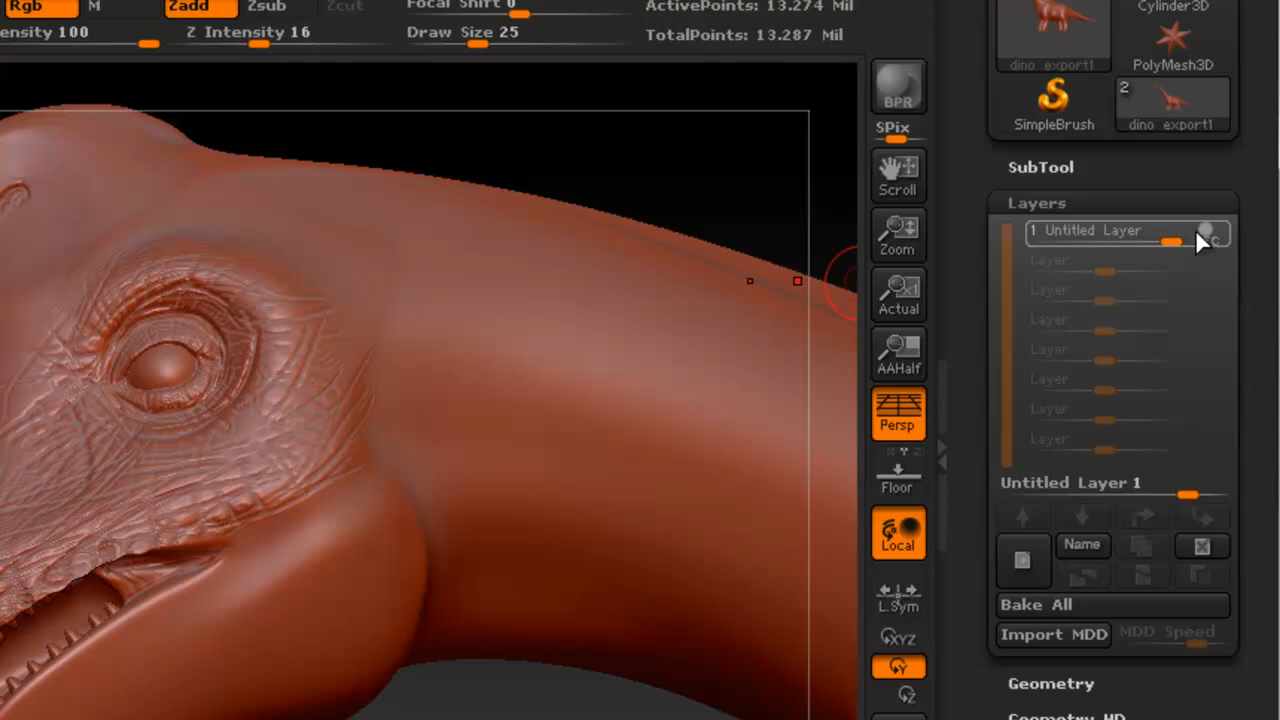 Rgb M Zadd Zsub Zcut Focal Shift 0 ActivePoints: 13.274 Mil
ensity 100 Z Intensity 16 Draw Size 25 TotalPoints: 13.287 Mil
Cylinder3D
dino_export1 PolyMesh3D
2
SimpleBrush dino_export1
BPR
SPix
Scroll
Zoom
Actual
AAHalf
Persp
Floor
Local
L.Sym
XYZ
Y
Z
SubTool
Layers
1 Untitled Layer
Layer
Layer
Layer
Layer
Layer
Layer
Layer
Untitled Layer 1
Name
Bake All
Import MDD MDD Speed
Geometry
Geometry HD